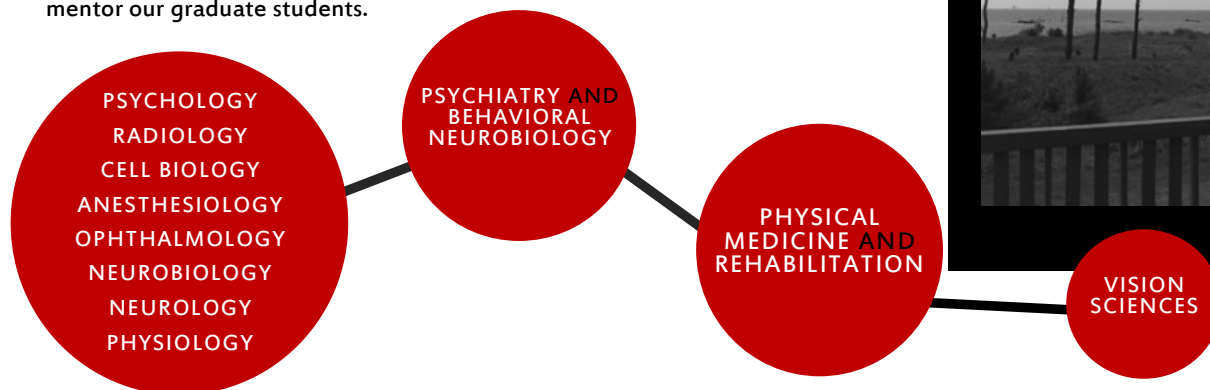 mentor our graduate students.
PSYCHOLOGY
RADIOLOGY
CELL BIOLOGY
ANESTHESIOLOGY
OPHTHALMOLOGY
NEUROBIOLOGY
NEUROLOGY
PHYSIOLOGY
PSYCHIATRY AND
BEHAVIORAL
NEUROBIOLOGY
PHYSICAL
MEDICINE AND
REHABILITATION
VISION
SCIENCES